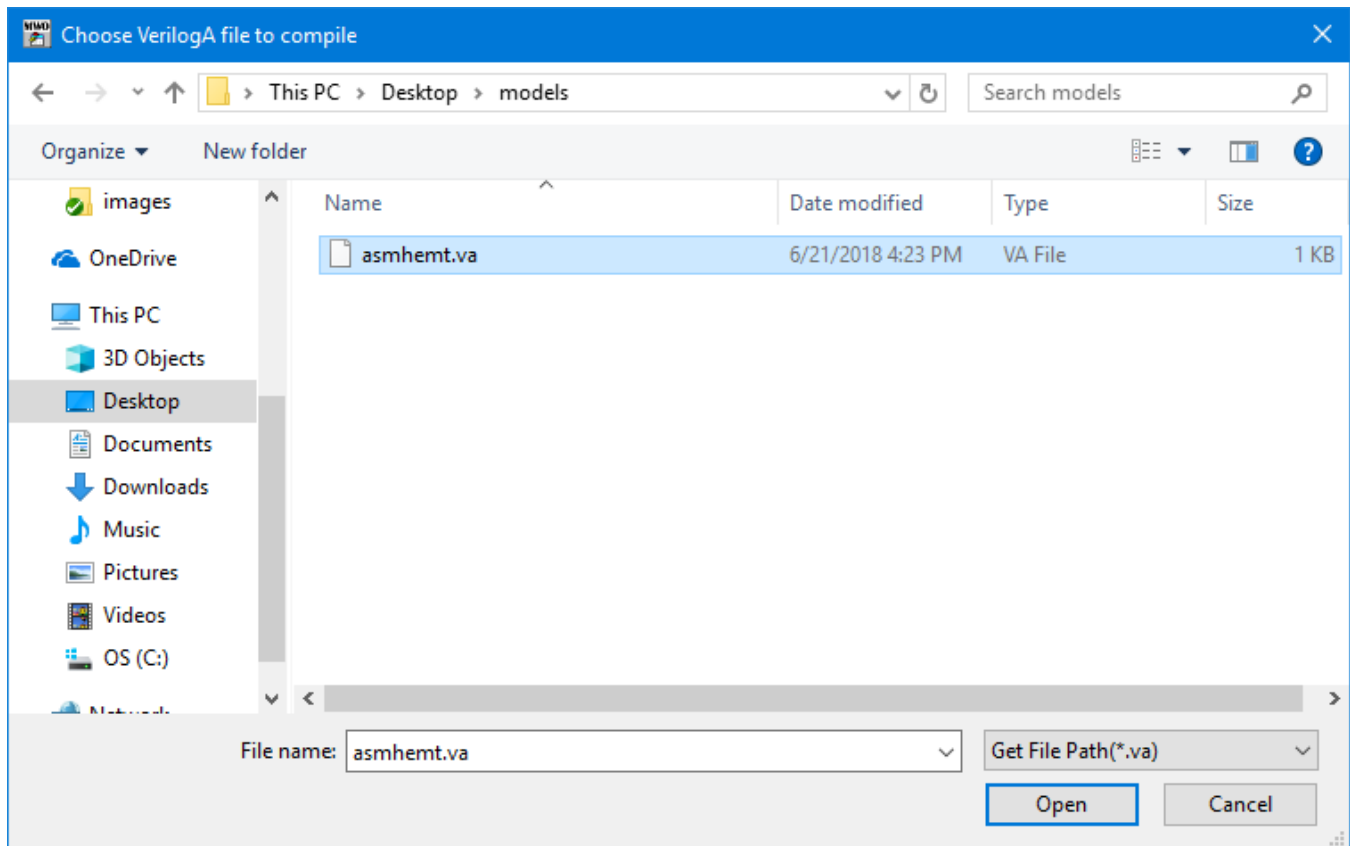 Choose VerilogA file to compile
This PC > Desktop > models
Search models
Organize
New folder
Name
Date modified
Type
Size
images
OneDrive
This PC
3D Objects
Desktop
Documents
Downloads
Music
Pictures
Videos
OS (C:)
Network
asmhemt.va 6/21/2018 4:23 PM VA File 1 KB
File name: asmhemt.va
Get File Path(*.va)
Open
Cancel